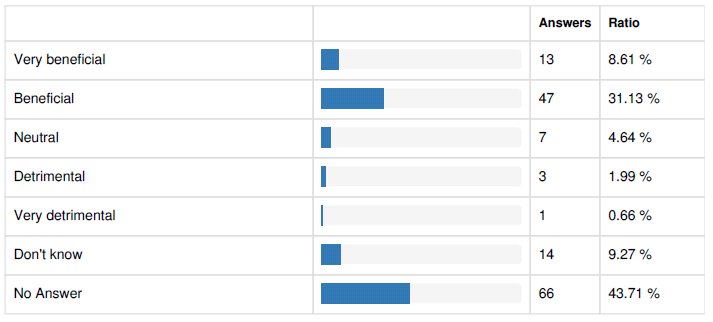 Answers Ratio
Very beneficial 13 8.61 %
Beneficial 47 31.13 %
Neutral 7 4.64 %
Detrimental 3 1.99 %
Very detrimental 1 0.66 %
Don't know 14 9.27 %
No Answer 66 43.71 %